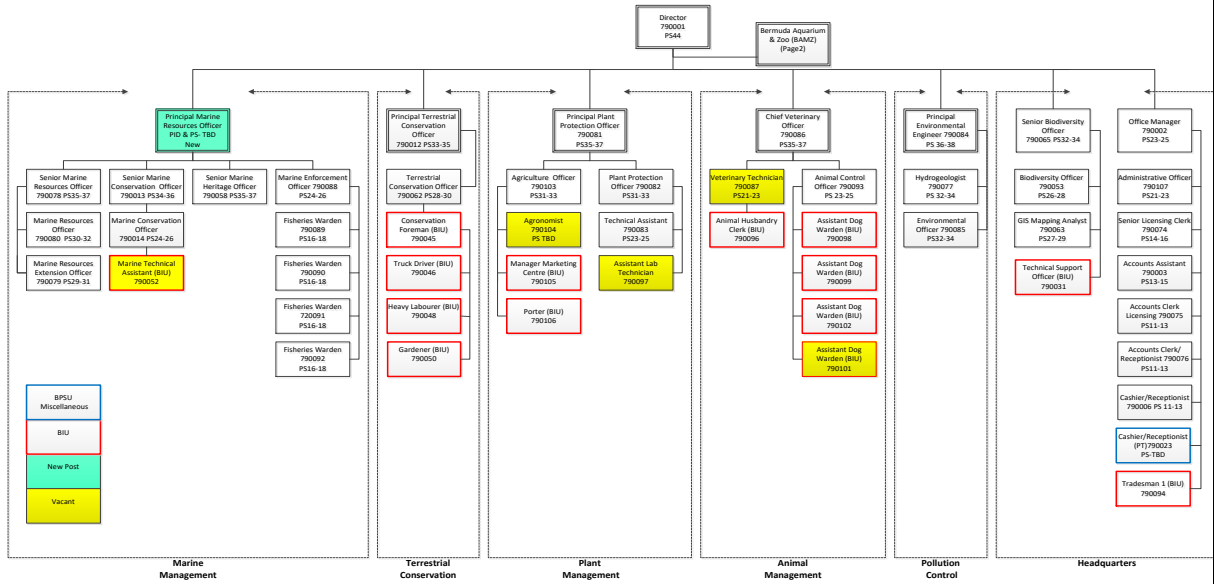 Director
790001
PS44
Bermuda Aquarium
& Zoo (BAMZ)
(Page2)
Principal Marine
Resources Officer
PID & PS- TBD
New
Senior Marine
Resources Officer
790078 PS35-37
Marine Resources
Officer
790080 PS30-32
Marine Resources
Extension Officer
790079 PS29-31
Senior Marine
Conservation Officer
790013 PS34-36
Marine Conservation
Officer
790014 PS24-26
Marine Technical
Assistant (BIU)
790052
Senior Marine
Heritage Officer
790058 PS35-37
Marine Enforcement
Officer 790088
PS24-26
Fisheries Warden
790089
PS16-18
Fisheries Warden
790090
PS16-18
Fisheries Warden
720091
PS16-18
Fisheries Warden
790092
PS16-18
Principal Terrestrial
Conservation
Officer
790012 PS33-35
Terrestrial
Conservation Officer
790062 PS28-30
Conservation
Foreman (BIU)
790045
Truck Driver (BIU)
790046
Heavy Labourer (BIU)
790048
Gardener (BIU)
790050
Principal Plant
Protection Officer
790081
PS35-37
Agriculture Officer
790103
PS31-33
Agronomist
790104
PS TBD
Manager Marketing
Centre (BIU)
790105
Porter (BIU)
790106
Plant Protection
Officer 790082
PS31-33
Technical Assistant
790083
PS23-25
Assistant Lab
Technician
790097
Chief Veterinary
Officer
790086
PS35-37
Veterinary Technician
790087
PS21-23
Animal Husbandry
Clerk (BIU)
790096
Animal Control
Officer 790093
PS 23-25
Assistant Dog
Warden (BIU)
790098
Assistant Dog
Warden (BIU)
790099
Assistant Dog
Warden (BIU)
790102
Assistant Dog
Warden (BIU)
790101
Principal
Environmental
Engineer 790084
PS 36-38
Hydrogeologist
790077
PS 32-34
Environmental
Officer 790085
PS32-34
Senior Biodiversity
Officer
790065 PS32-34
Biodiversity Officer
790053
PS26-28
GIS Mapping Analyst
790063
PS27-29
Technical Support
Officer (BIU)
790031
Office Manager
790002
PS23-25
Administrative Officer
790107
PS21-23
Senior Licensing Clerk
790074
PS14-16
Accounts Assistant
790003
PS13-15
Accounts Clerk
Licensing 790075
PS11-13
Accounts Clerk/
Receptionist 790076
PS11-13
Cashier/Receptionist
790006 PS 11-13
Cashier/Receptionist
(PT)790023
PS-TBD
Tradesman 1 (BIU)
790094
BPSU
Miscellaneous
BIU
New Post
Vacant
Marine
Management
Terrestrial
Conservation
Plant
Management
Animal
Management
Pollution
Control
Headquarters